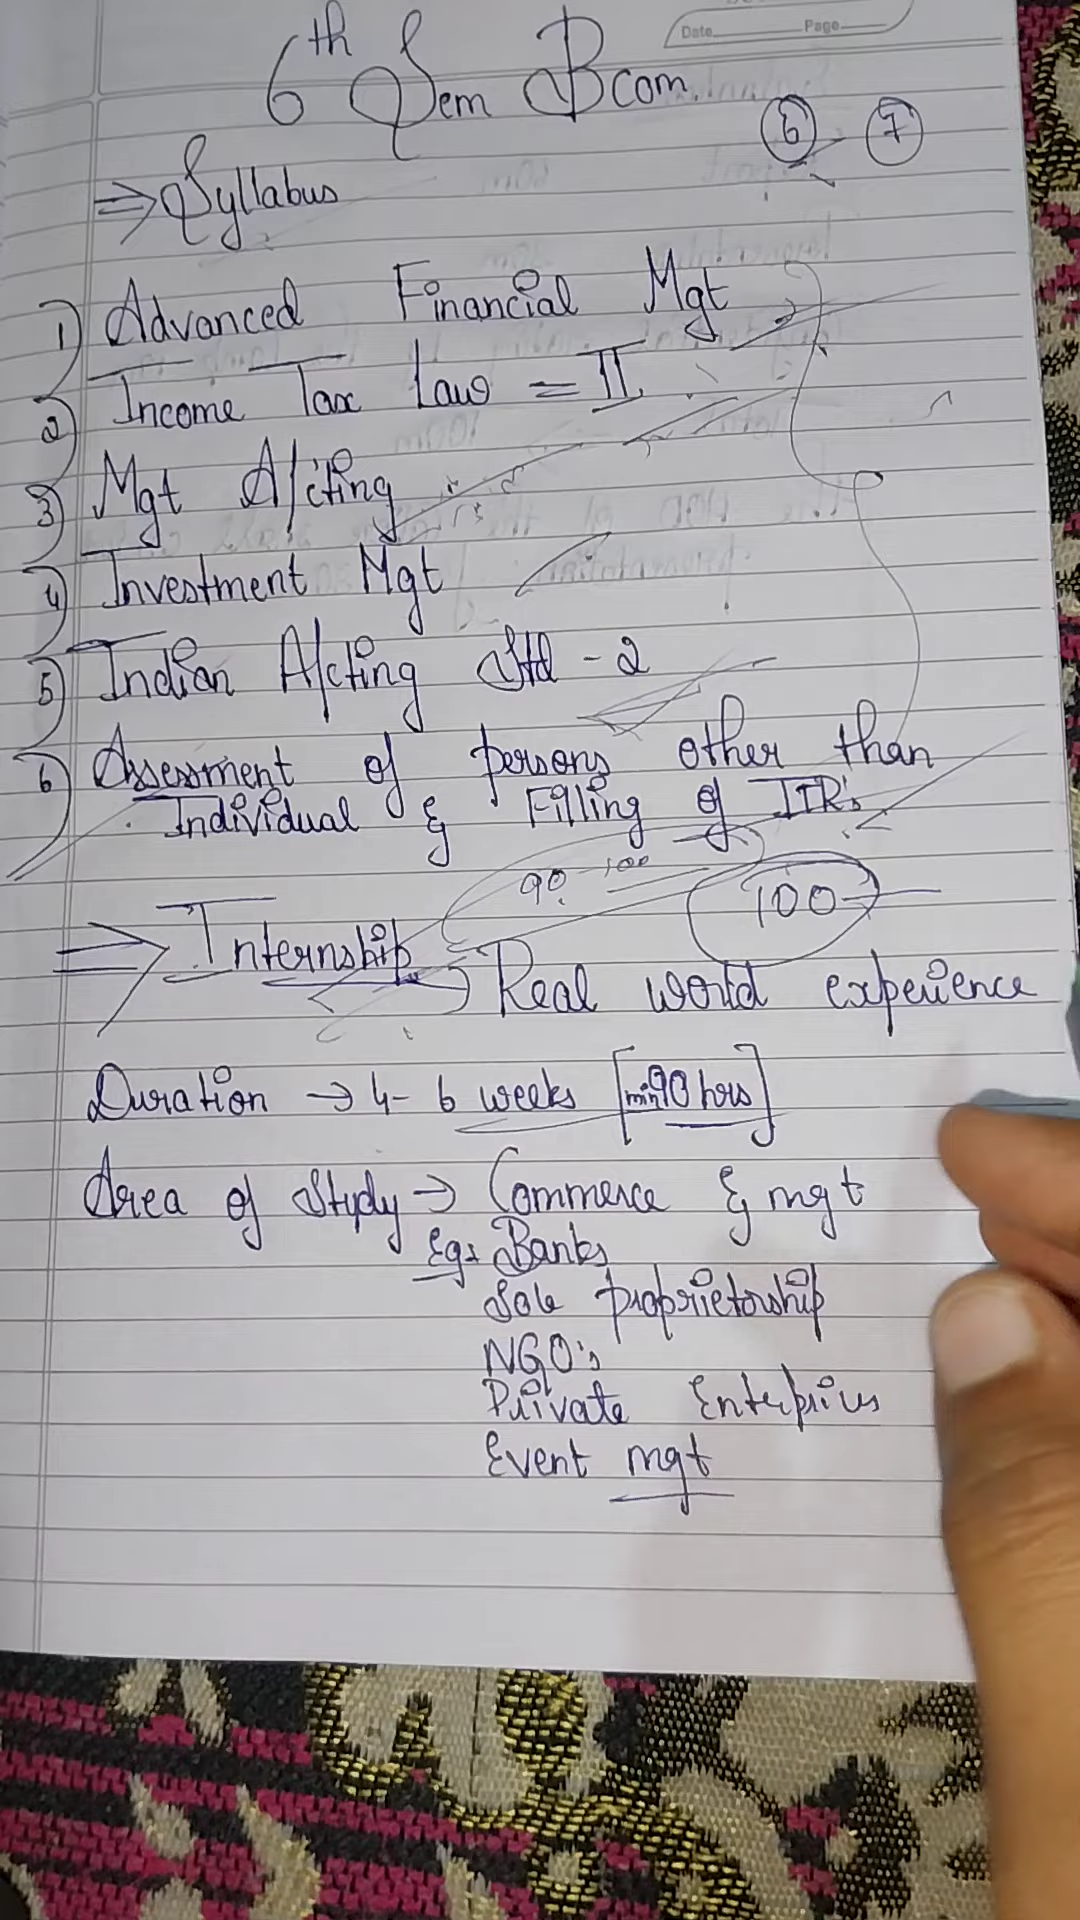 Date Page
6th Sem Bcom.
6 7
⇒ Syllabus
1) Advanced Financial Mgt
2) Income Tax Law = II
3) Mgt A/cting
4) Investment Mgt
5) Indian A/cting Std - 2
6) Assessment of persons other than
Individual & Filling of ITR's
90 100
100
⇒ Internship → Real world experience
Duration → 4- 6 weeks [min 90 hrs]
Area of Study → Commerce & mgt
Eg: Banks
Sole proprietorship
NGO's
Private Enterprises
Event mgt